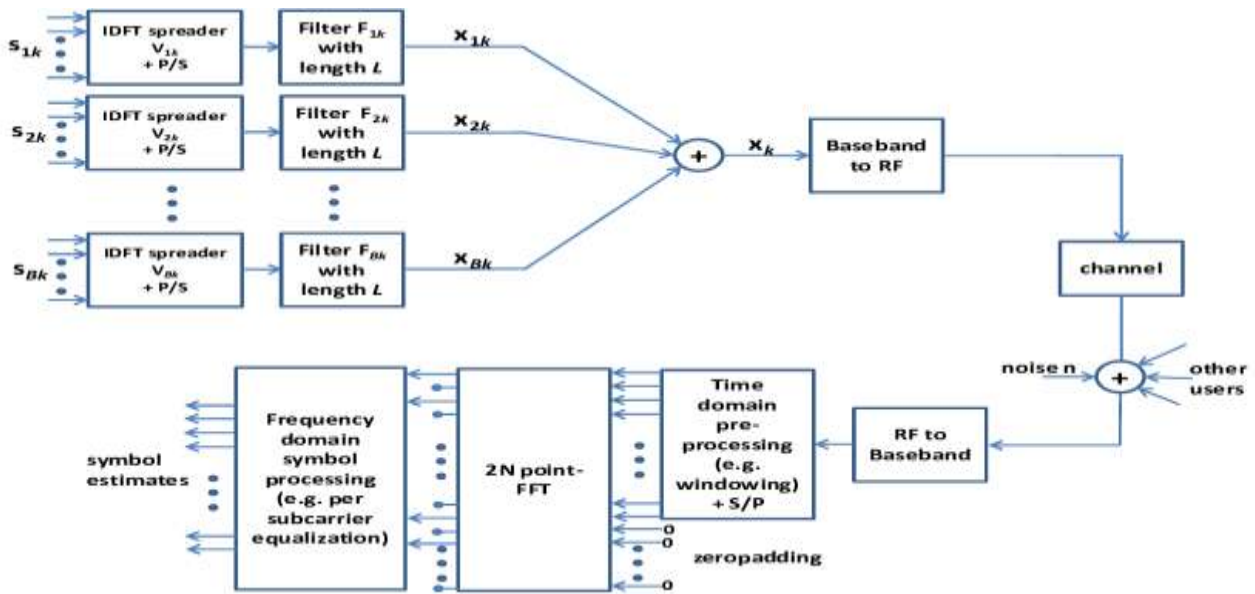 S1k
IDFT spreader
V1k
+ P/S
Filter F1k
with
length L
x1k
S2k
IDFT spreader
V2k
+ P/S
Filter F2k
with
length L
x2k
SBk
IDFT spreader
VBk
+ P/S
Filter FBk
with
length L
xBk
+
xk
Baseband
to RF
channel
noise n
+
other
users
RF to
Baseband
Time
domain
pre-
processing
(e.g.
windowing)
+ S/P
0
0
zeropadding
0
2N point-
FFT
Frequency
domain
symbol
processing
(e.g. per
subcarrier
equalization)
symbol
estimates